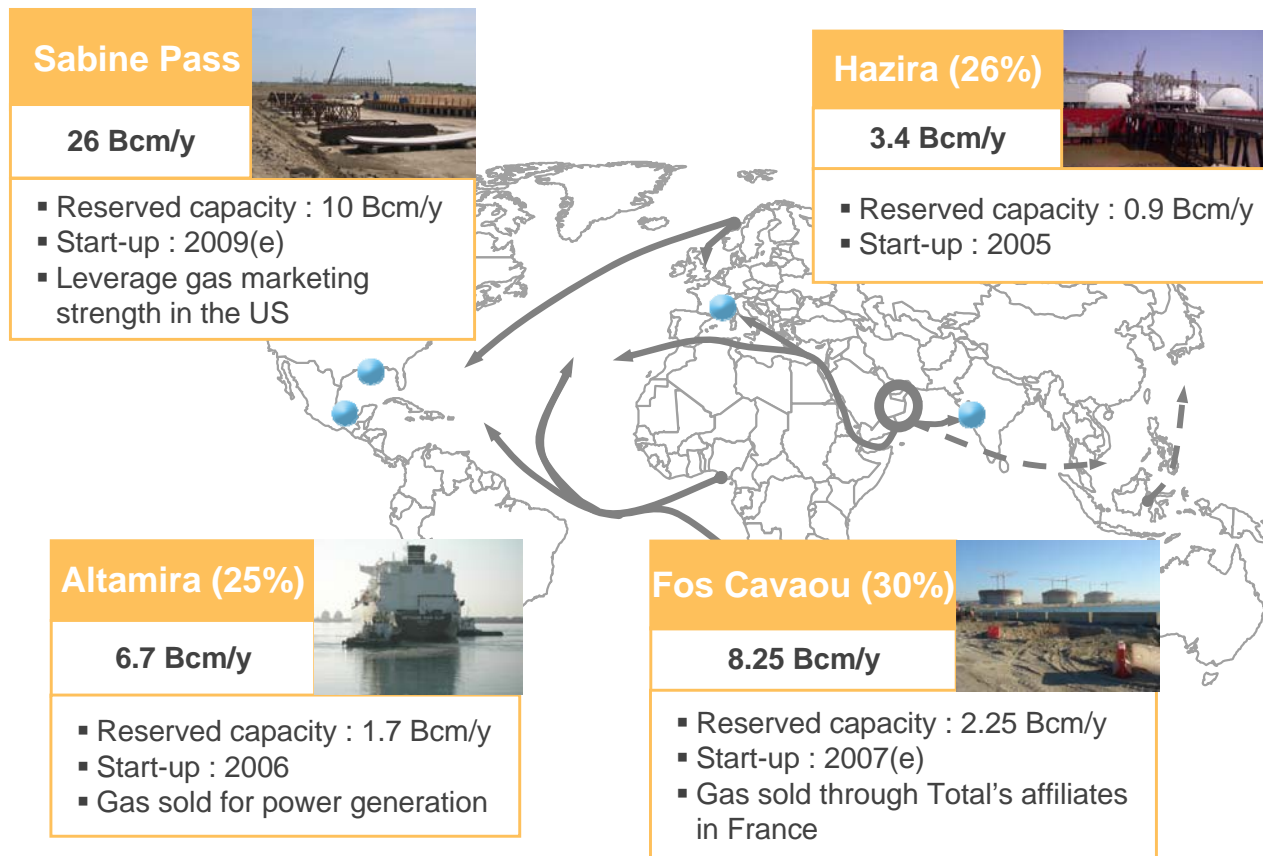 Sabine Pass
26 Bcm/y
▪ Reserved capacity : 10 Bcm/y
▪ Start-up : 2009(e)
▪ Leverage gas marketing
strength in the US
Hazira (26%)
3.4 Bcm/y
▪ Reserved capacity : 0.9 Bcm/y
▪ Start-up : 2005
Altamira (25%)
6.7 Bcm/y
▪ Reserved capacity : 1.7 Bcm/y
▪ Start-up : 2006
▪ Gas sold for power generation
Fos Cavaou (30%)
8.25 Bcm/y
▪ Reserved capacity : 2.25 Bcm/y
▪ Start-up : 2007(e)
▪ Gas sold through Total's affiliates
in France